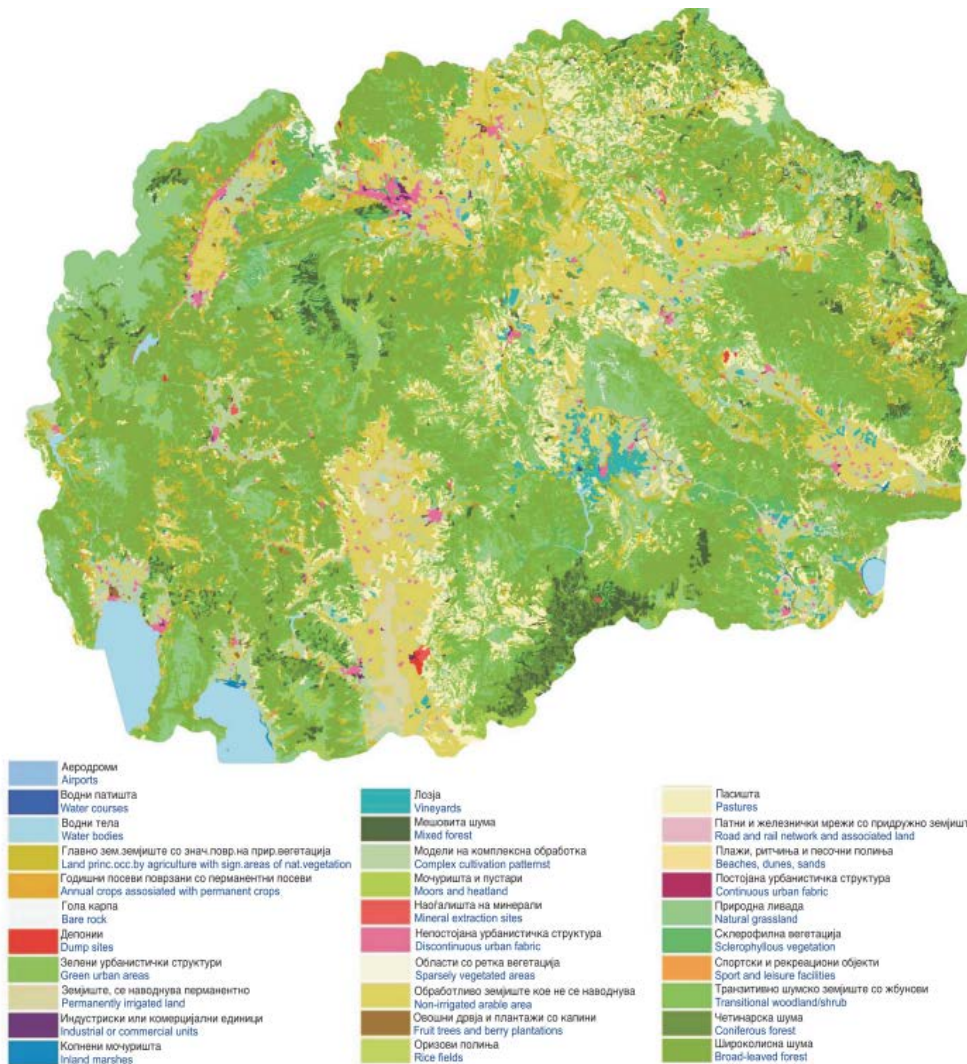 Аеродроми
Airports
Водни патишта
Water courses
Водни тела
Water bodies
Главно зем.земјиште со знач.повр.на прир.вегетација
Land princ.occ.by agriculture with sign.areas of nat.vegetation
Годишни посеви поврзани со перманентни посеви
Annual crops assosiated with permanent crops
Гола карпа
Bare rock
Депонии
Dump sites
Зелени урбанистички структури
Green urban areas
Земјиште, се наводнува перманентно
Permanently irrigated land
Индустриски или комерцијални единици
Industrial or commercial units
Копнени мочуришта
Inland marshes
Лозја
Vineyards
Мешовита шума
Mixed forest
Модели на комплексна обработка
Complex cultivation patternst
Мочуришта и пустари
Moors and heatland
Наоѓалишта на минерали
Mineral extraction sites
Непостојана урбанистичка структура
Discontinuous urban fabric
Области со ретка вегетација
Sparsely vegetated areas
Обработливо земјиште кое не се наводнува
Non-irrigated arable area
Овошни дрвја и плантажи со капини
Fruit trees and berry plantations
Оризови полиња
Rice fields
Пасишта
Pastures
Патни и железнички мрежи со придружно земјишт
Road and rail network and associated land
Плажи, ритчиња и песочни полиња
Beaches, dunes, sands
Постојана урбанистичка структура
Continuous urban fabric
Природна ливада
Natural grassland
Склерофилна вегетација
Sclerophyllous vegetation
Спортски и рекреациони објекти
Sport and leisure facilities
Транзитивно шумско земјиште со жбунови
Transitional woodland/shrub
Четинарска шума
Coniferous forest
Широколисна шума
Broad-leaved forest